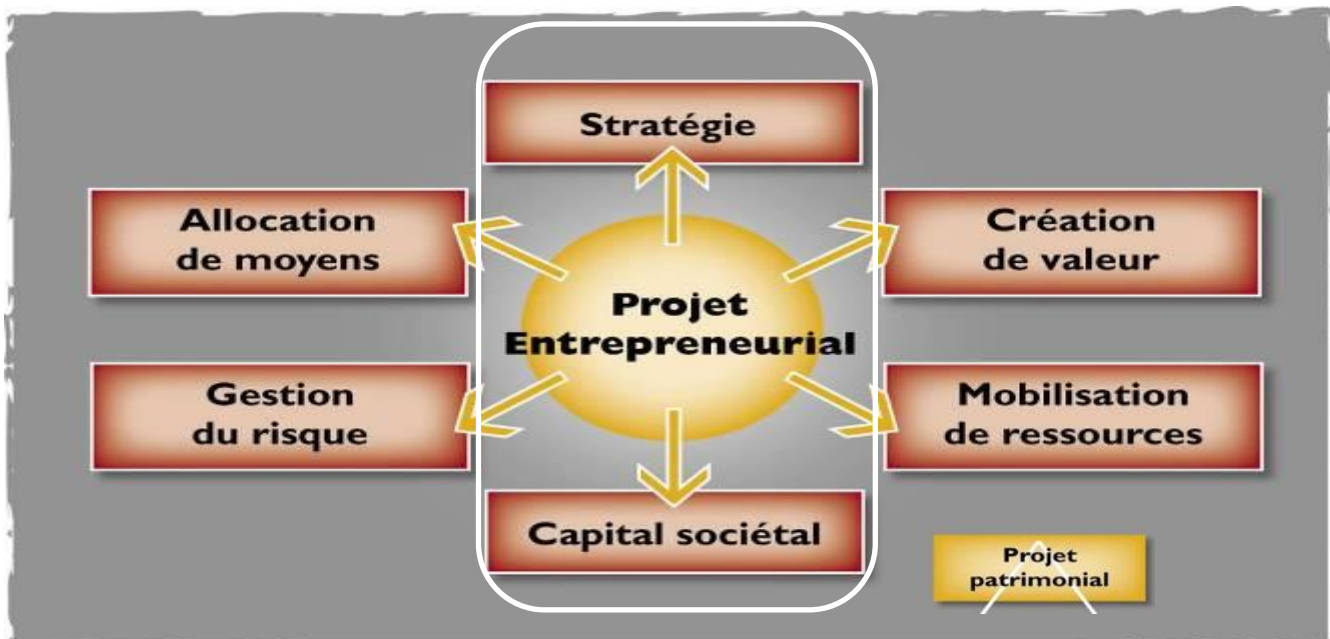 Stratégie
Allocation
de moyens
Création
de valeur
Projet
Entrepreneurial
Gestion
du risque
Mobilisation
de ressources
Capital sociétal
Projet
patrimonial